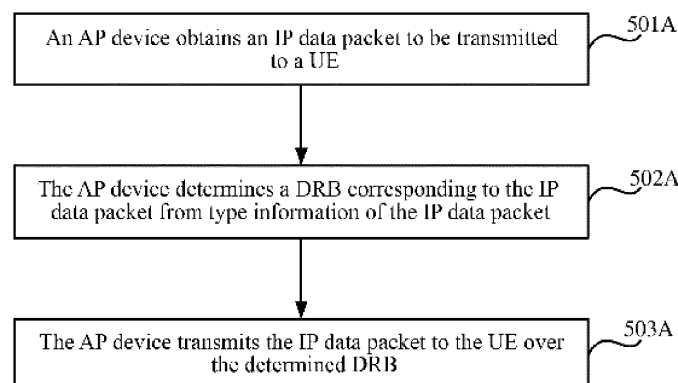 An AP device obtains an IP data packet to be transmitted
to a UE
501A
The AP device determines a DRB corresponding to the IP
data packet from type information of the IP data packet
502A
The AP device transmits the IP data packet to the UE over
the determined DRB
503A